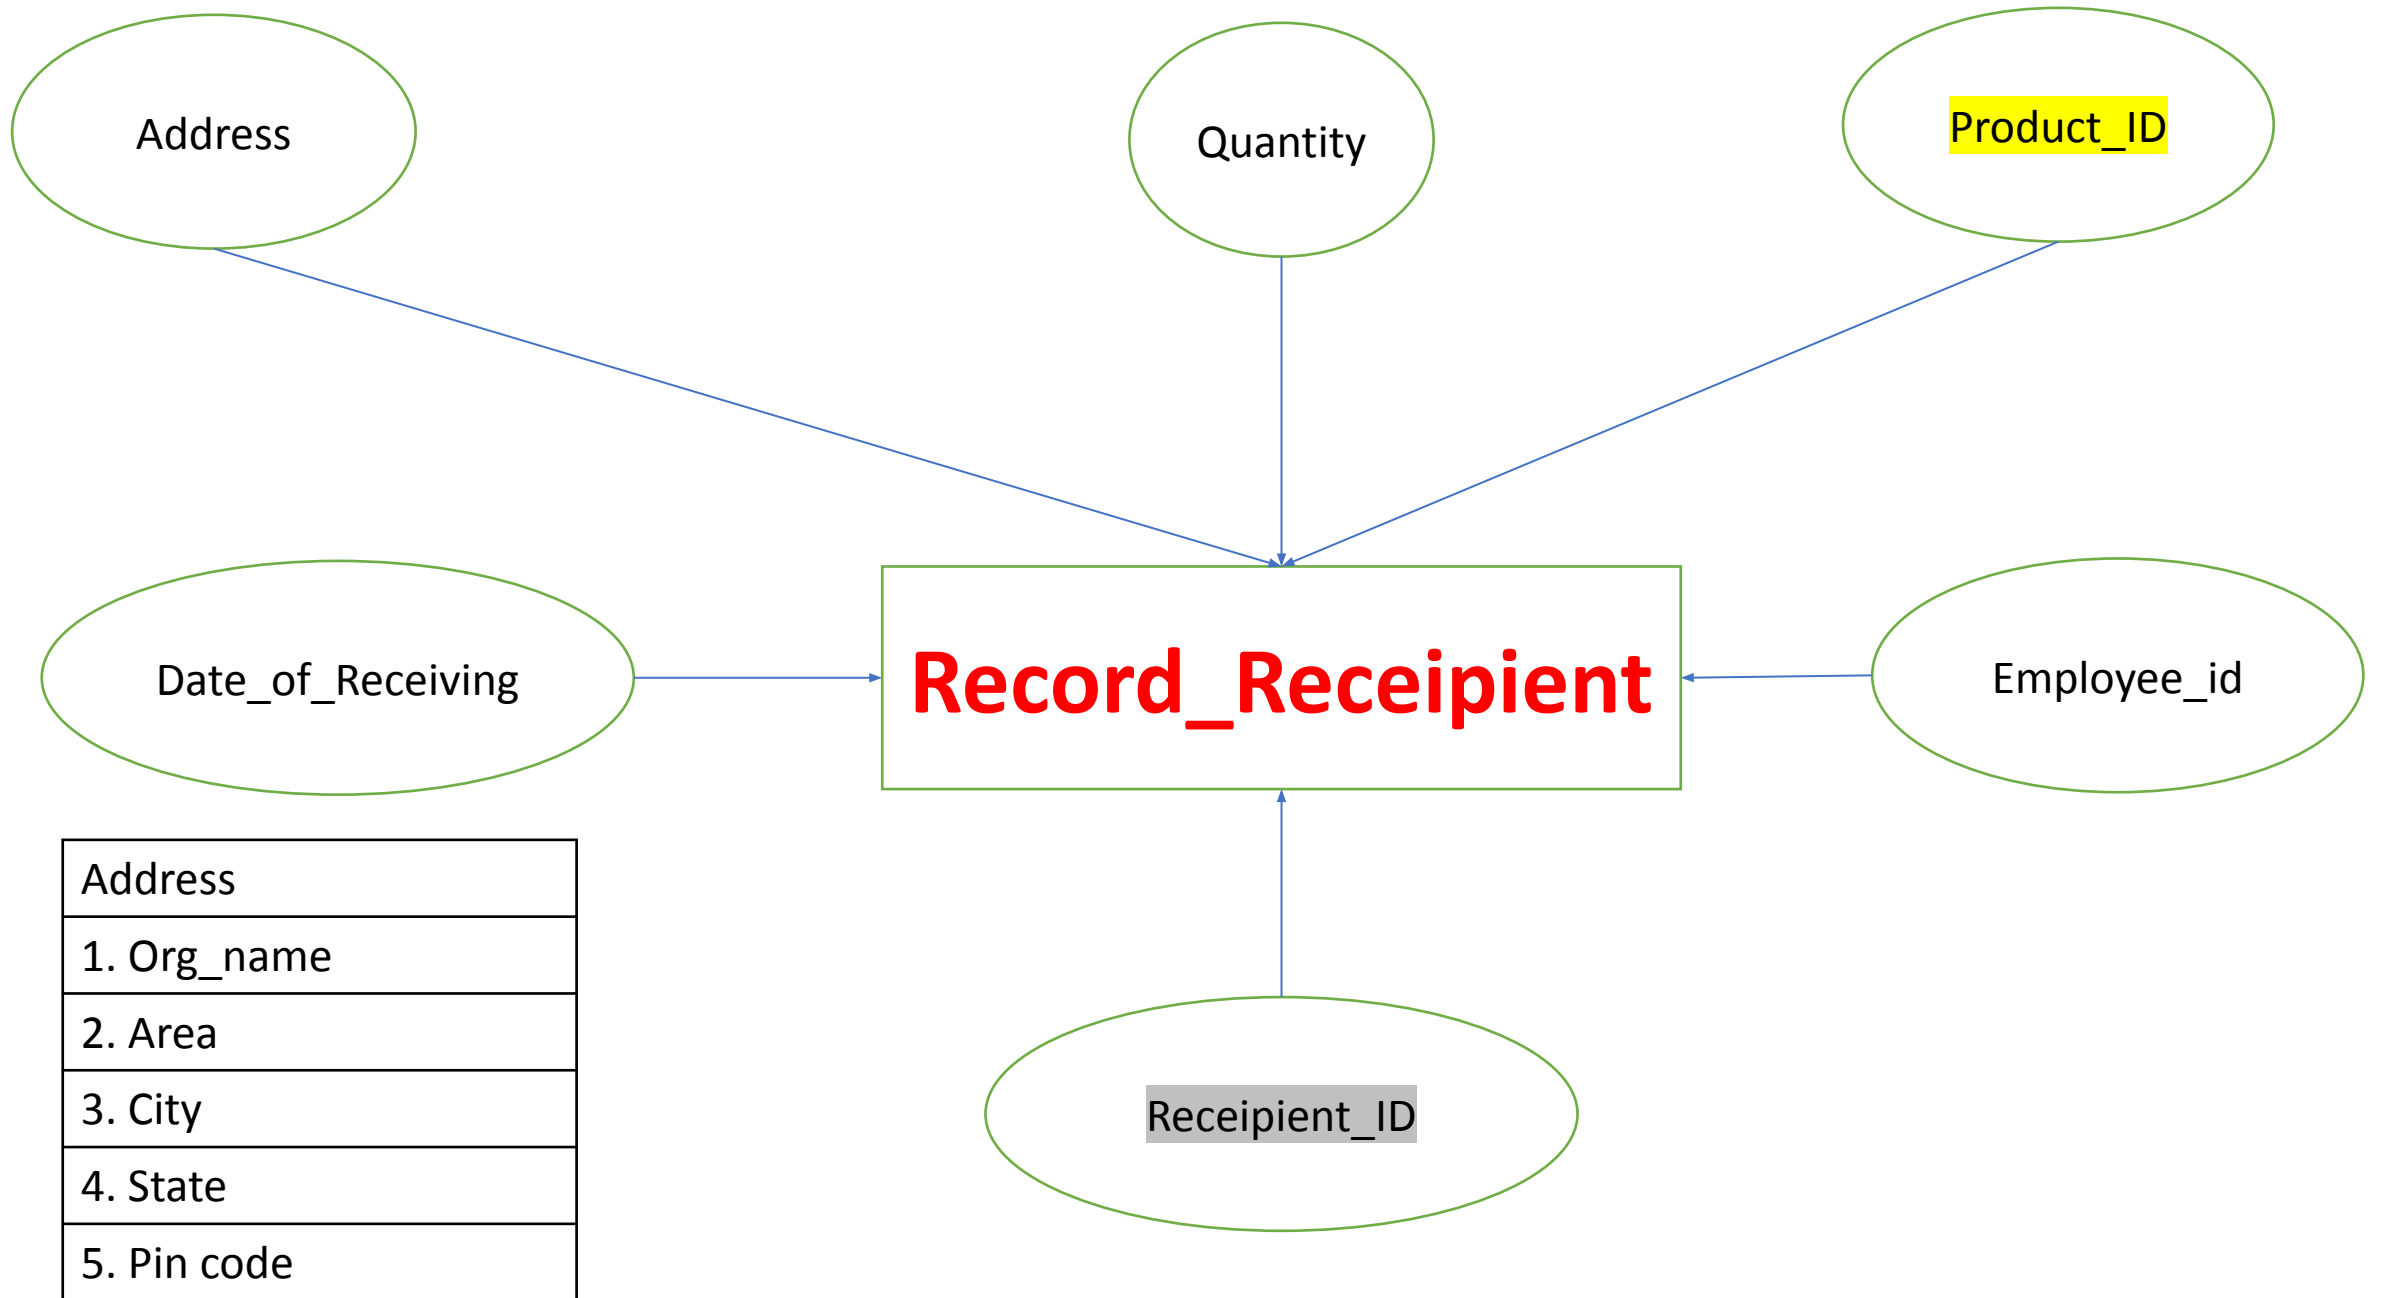 Address
Quantity
Product_ID
Date_of_Receiving
Record_Receipient
Employee_id
Receipient_ID
Address
1. Org_name
2. Area
3. City
4. State
5. Pin code